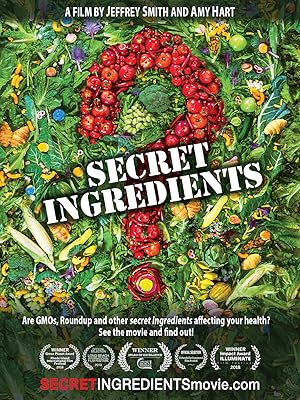 A FILM BY JEFFREY SMITH AND AMY HART
SECRET
INGREDIENTS
Are GMOs, Roundup and other secret ingredients affecting your health?
See the movie and find out!
WINNER
WINNER
OFFICIAL SELECTION
WINNER
Impact Award
ILLUMINATE
2018
SECRETINGREDIENTSmovie.com